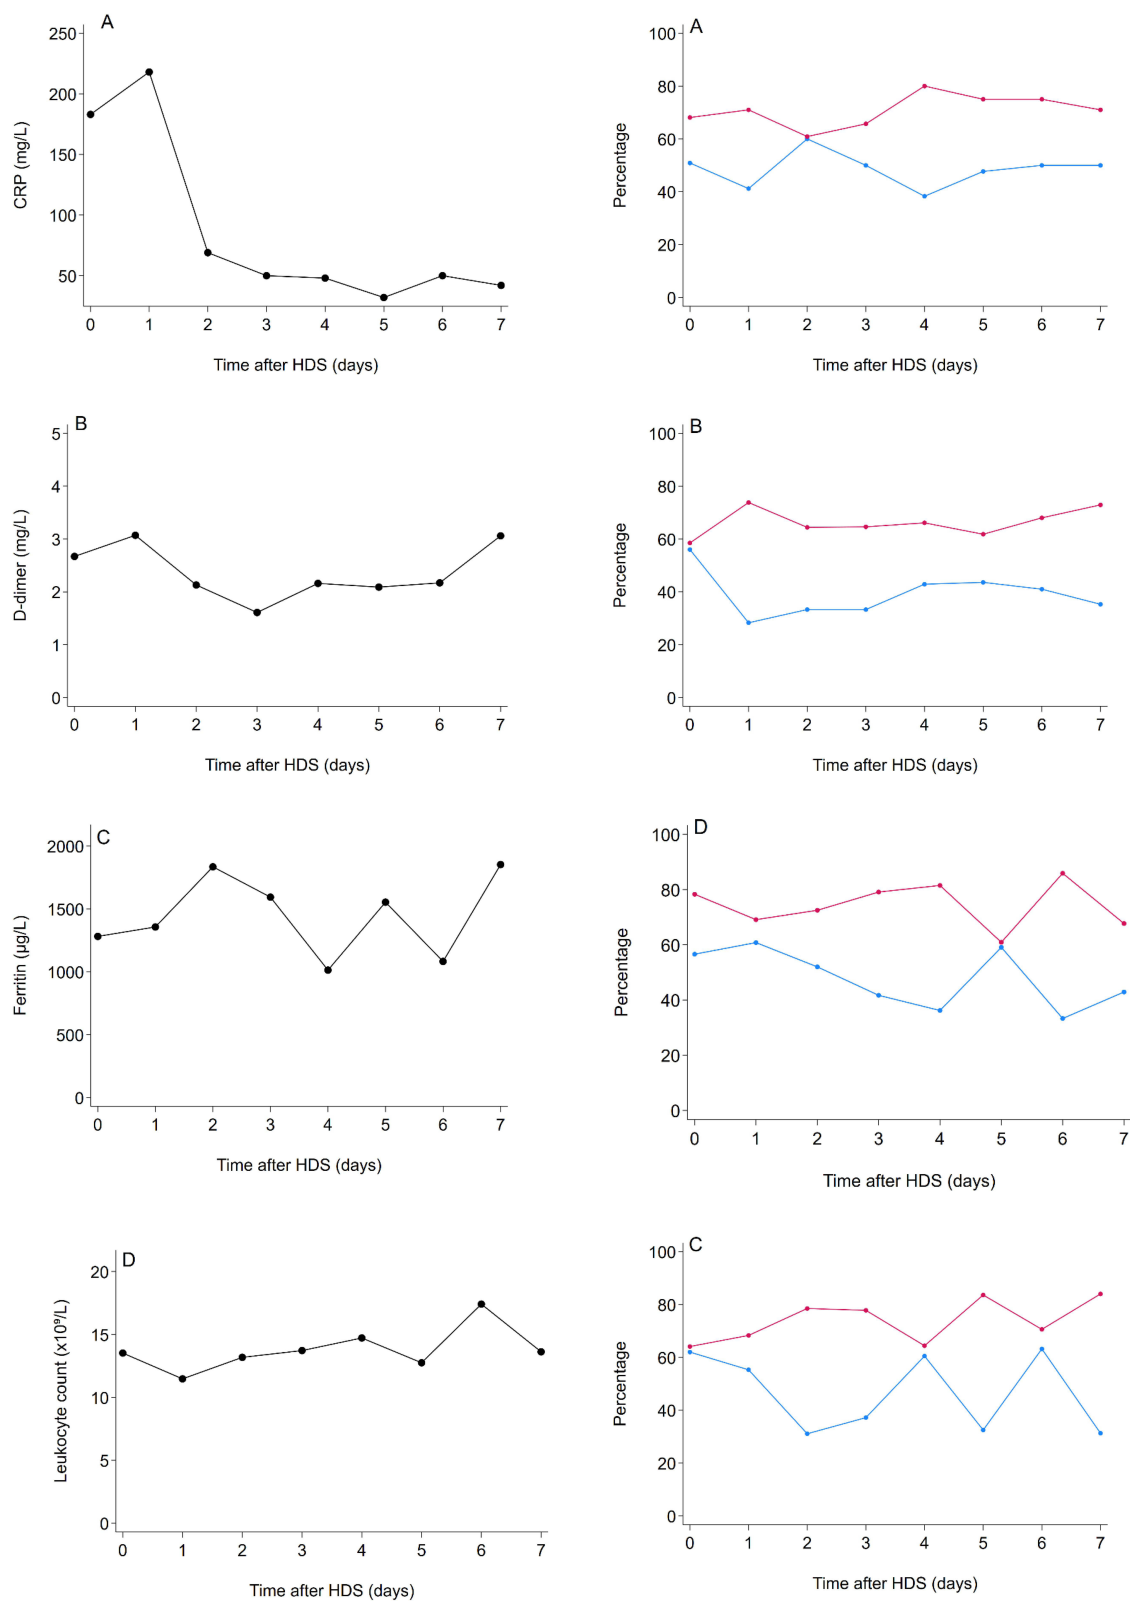 A
250
200
150
100
50
CRP (mg/L)
0 1 2 3 4 5 6 7
Time after HDS (days)
A
100
80
60
40
20
0
Percentage
0 1 2 3 4 5 6 7
Time after HDS (days)
B
5
4
3
2
1
0
D-dimer (mg/L)
0 1 2 3 4 5 6 7
Time after HDS (days)
B
100
80
60
40
20
0
Percentage
0 1 2 3 4 5 6 7
Time after HDS (days)
C
2000
1500
1000
500
0
Ferritin (µg/L)
0 1 2 3 4 5 6 7
Time after HDS (days)
D
100
80
60
40
20
0
Percentage
0 1 2 3 4 5 6 7
Time after HDS (days)
D
20
15
10
5
0
Leukocyte count (x10⁹/L)
0 1 2 3 4 5 6 7
Time after HDS (days)
C
100
80
60
40
20
0
Percentage
0 1 2 3 4 5 6 7
Time after HDS (days)